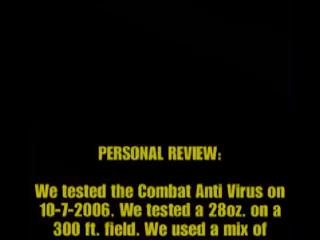 PERSONAL REVIEW:
We tested the Combat Anti Virus on
10-7-2006. We tested a 28oz. on a
300 ft. field. We used a mix of